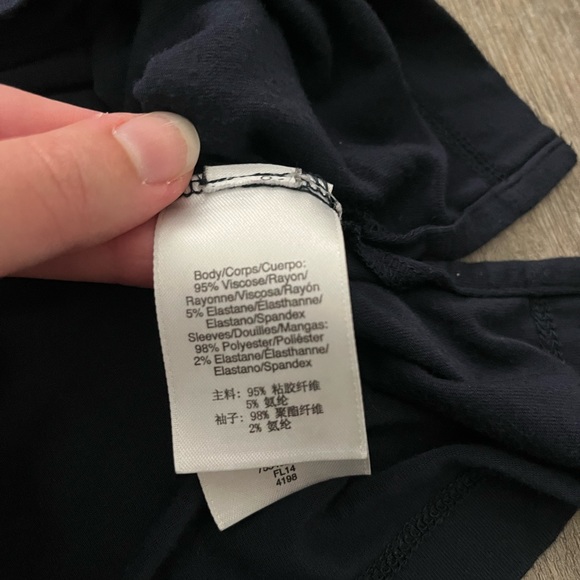 Body/Corps/Cuerpo:
95% Viscose/Rayon/
Rayonne/Viscosa/Rayón
5% Elastane/Élasthanne/
Elastano/Spandex
Sleeves/Douilles/Mangas:
98% Polyester/Poliéster
2% Elastane/Élasthanne/
Elastano/Spandex
主料: 95% 粘胶纤维
5% 氨纶
袖子: 98% 聚酯纤维
2% 氨纶
FL14
4198